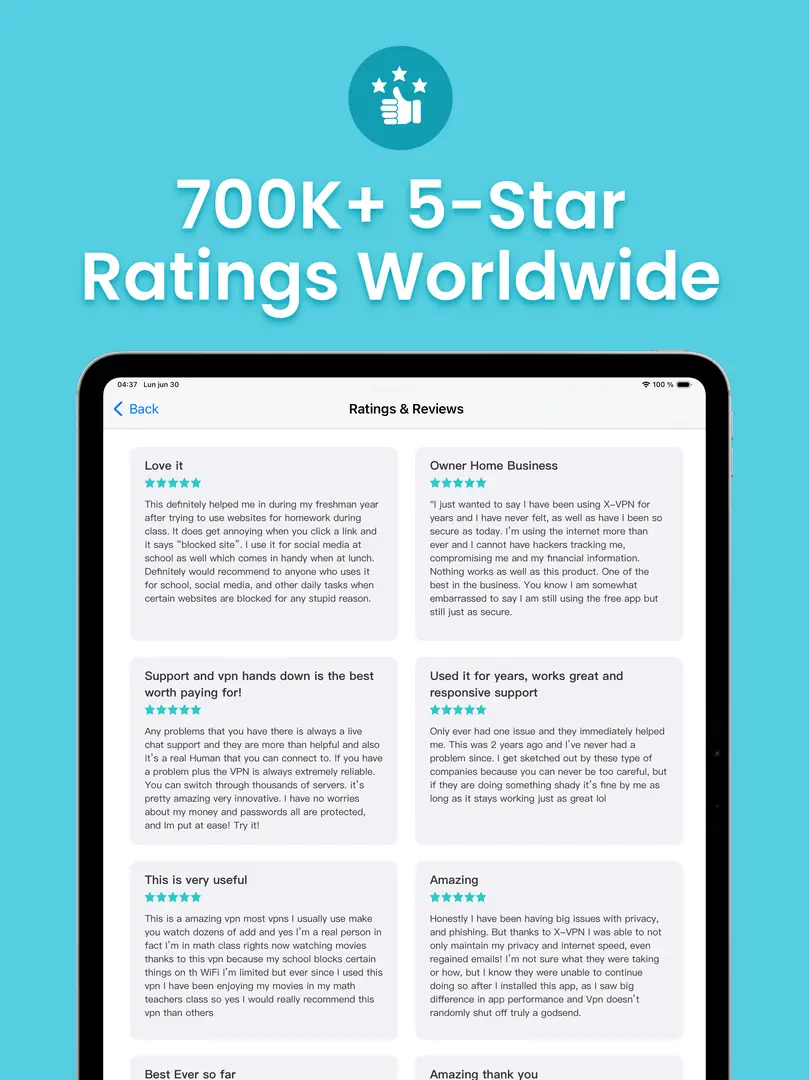 700K+ 5-Star
Ratings Worldwide
04:37 Lun jun 30
100 %
Back
Ratings & Reviews
Love it
This definitely helped me in during my freshman year
after trying to use websites for homework during
class. It does get annoying when you click a link and
it says “blocked site”. I use it for social media at
school as well which comes in handy when at lunch.
Definitely would recommend to anyone who uses it
for school, social media, and other daily tasks when
certain websites are blocked for any stupid reason.
Owner Home Business
“I just wanted to say I have been using X-VPN for
years and I have never felt, as well as have I been so
secure as today. I’m using the internet more than
ever and I cannot have hackers tracking me,
compromising me and my financial information.
Nothing works as well as this product. One of the
best in the business. You know I am somewhat
embarrassed to say I am still using the free app but
still just as secure.
Support and vpn hands down is the best
worth paying for!
Any problems that you have there is always a live
chat support and they are more than helpful and also
it’s a real Human that you can connect to. If you have
a problem plus the VPN is always extremely reliable.
You can switch through thousands of servers. it’s
pretty amazing very innovative. I have no worries
about my money and passwords all are protected,
and Im put at ease! Try it!
Used it for years, works great and
responsive support
Only ever had one issue and they immediately helped
me. This was 2 years ago and I’ve never had a
problem since. I get sketched out by these type of
companies because you can never be too careful, but
if they are doing something shady it’s fine by me as
long as it stays working just as great lol
This is very useful
This is a amazing vpn most vpns I usually use make
you watch dozens of add and yes I’m a real person in
fact I’m in math class rights now watching movies
thanks to this vpn because my school blocks certain
things on th WiFi I’m limited but ever since I used this
vpn I have been enjoying my movies in my math
teachers class so yes I would really recommend this
vpn than others
Amazing
Honestly I have been having big issues with privacy,
and phishing. But thanks to X-VPN I was able to not
only maintain my privacy and internet speed, even
regained emails! I’m not sure what they were taking
or how, but I know they were unable to continue
doing so after I installed this app, as I saw big
difference in app performance and Vpn doesn’t
randomly shut off truly a godsend.
Best Ever so far
Amazing thank you